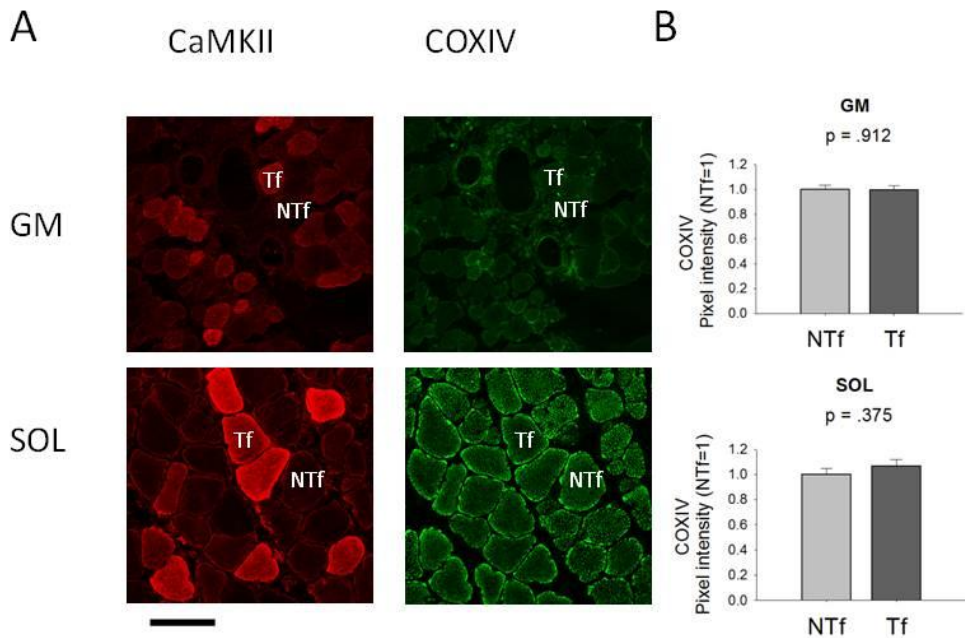 A
CaMKII
COXIV
GM
Tf
NTf
Tf
NTf
SOL
Tf
NTf
Tf
NTf
B
GM
p = .912
COXIV
Pixel intensity (NTf=1)
1.2
1.0
0.8
0.6
0.4
1.2
0.0
NTf
Tf
SOL
p = .375
COXIV
Pixel intensity (NTf=1)
1.2
1.0
0.8
0.6
0.4
1.2
0.0
NTf
Tf